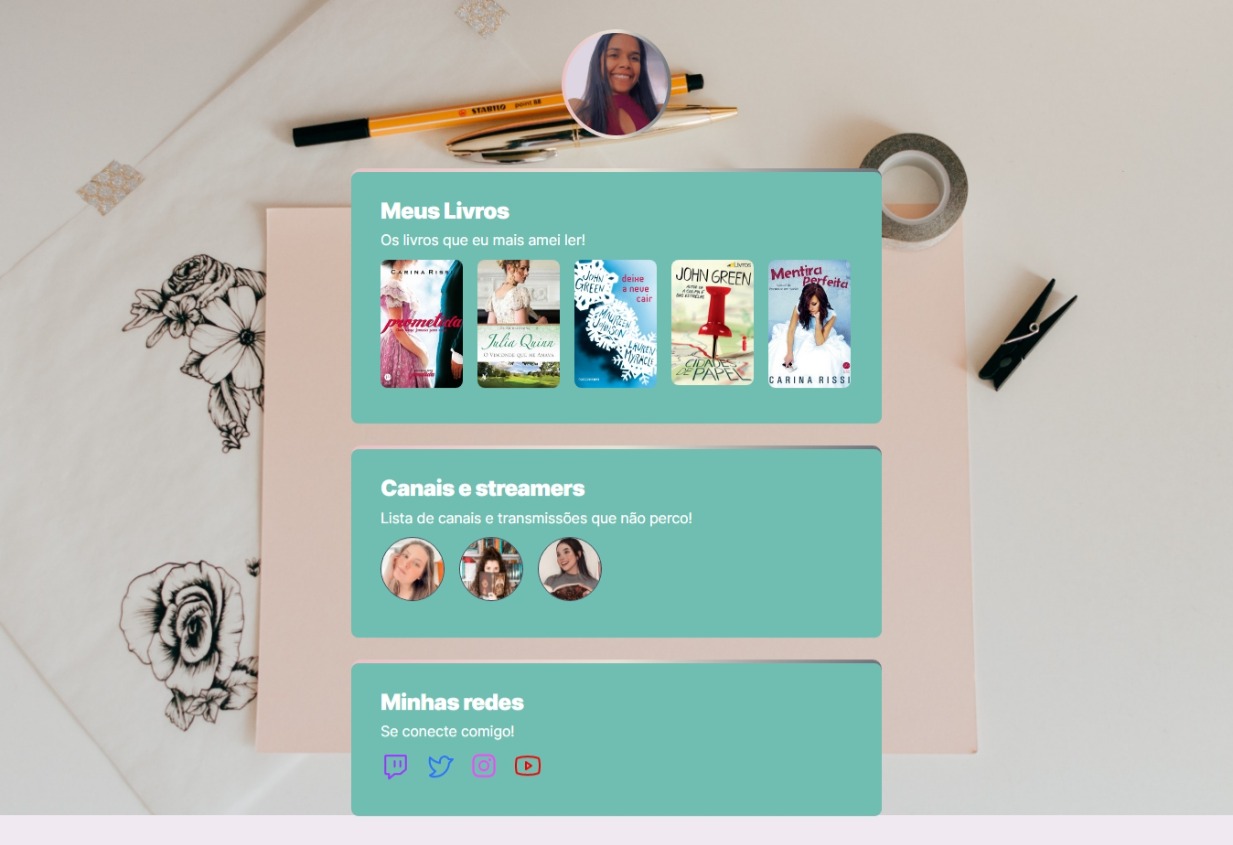 STABILO point 88
Meus Livros
Os livros que eu mais amei ler!
CARINA RISSI
prometida
Julia Quinn
O VISCONDE QUE ME AMAVA
JOHN GREEN
deixe
a neve
cair
MAUREEN JOHNSON
LAUREN MYRACLE
JOHN GREEN
CIDADES
DE PAPEL
Mentira
Perfeita
CARINA RISSI
Canais e streamers
Lista de canais e transmissões que não perco!
Minhas redes
Se conecte comigo!